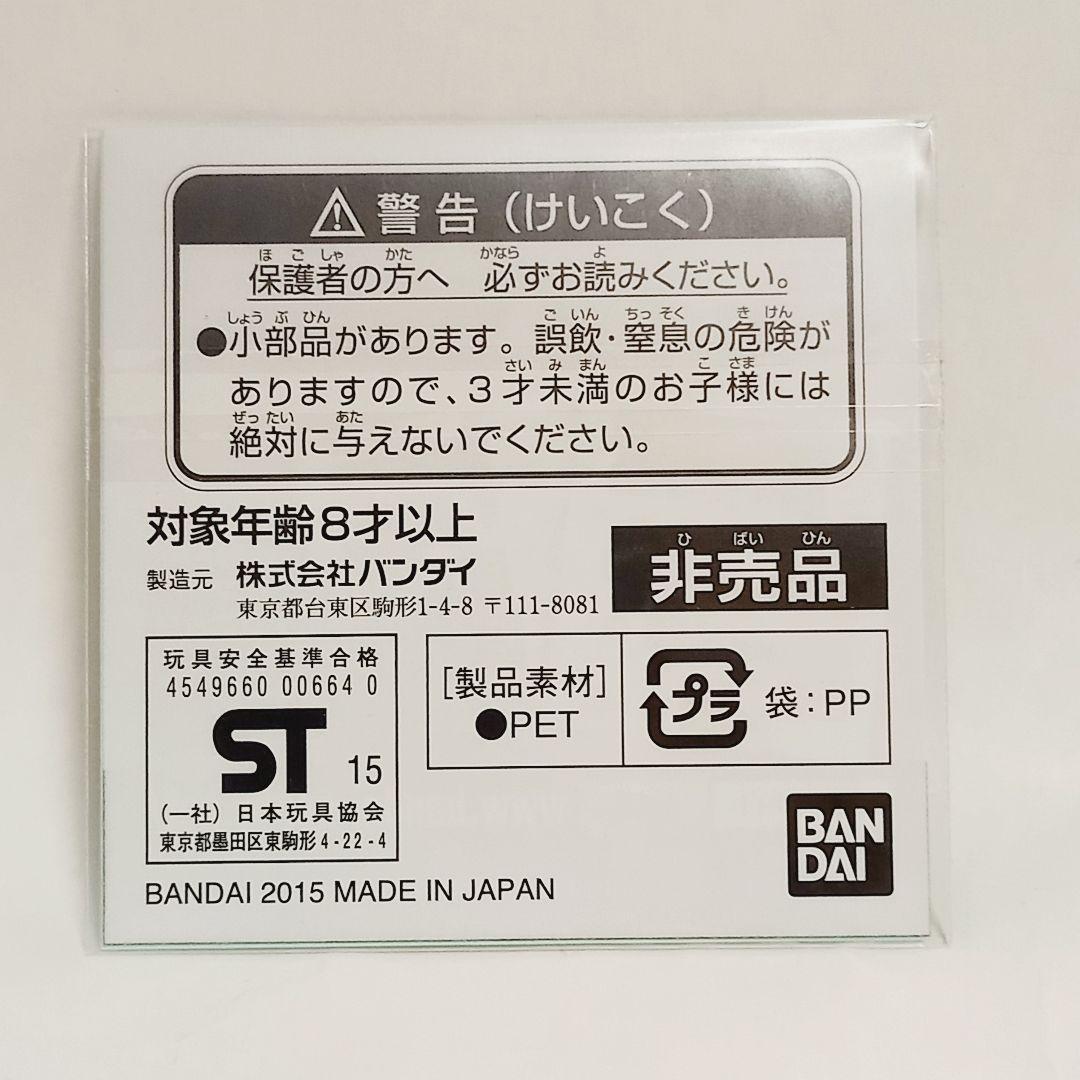 警告（けいこく）
ほごしゃ かた かなら よ
保護者の方へ 必ずお読みください。
しょうぶひん ごいん ちっそく きけん
●小部品があります。誤飲・窒息の危険が
さいみまん こさま
ありますので、3才未満のお子様には
ぜったい あた
絶対に与えないでください。
対象年齢8才以上
製造元 株式会社バンダイ
東京都台東区駒形1-4-8 〒111-8081
ひばいひん
非売品
玩具安全基準合格
4549660 00664 0
ST 15
（一社）日本玩具協会
東京都墨田区東駒形4-22-4
[製品素材]
●PET
プラ 袋：PP
BANDAI 2015 MADE IN JAPAN
BAN
DAI